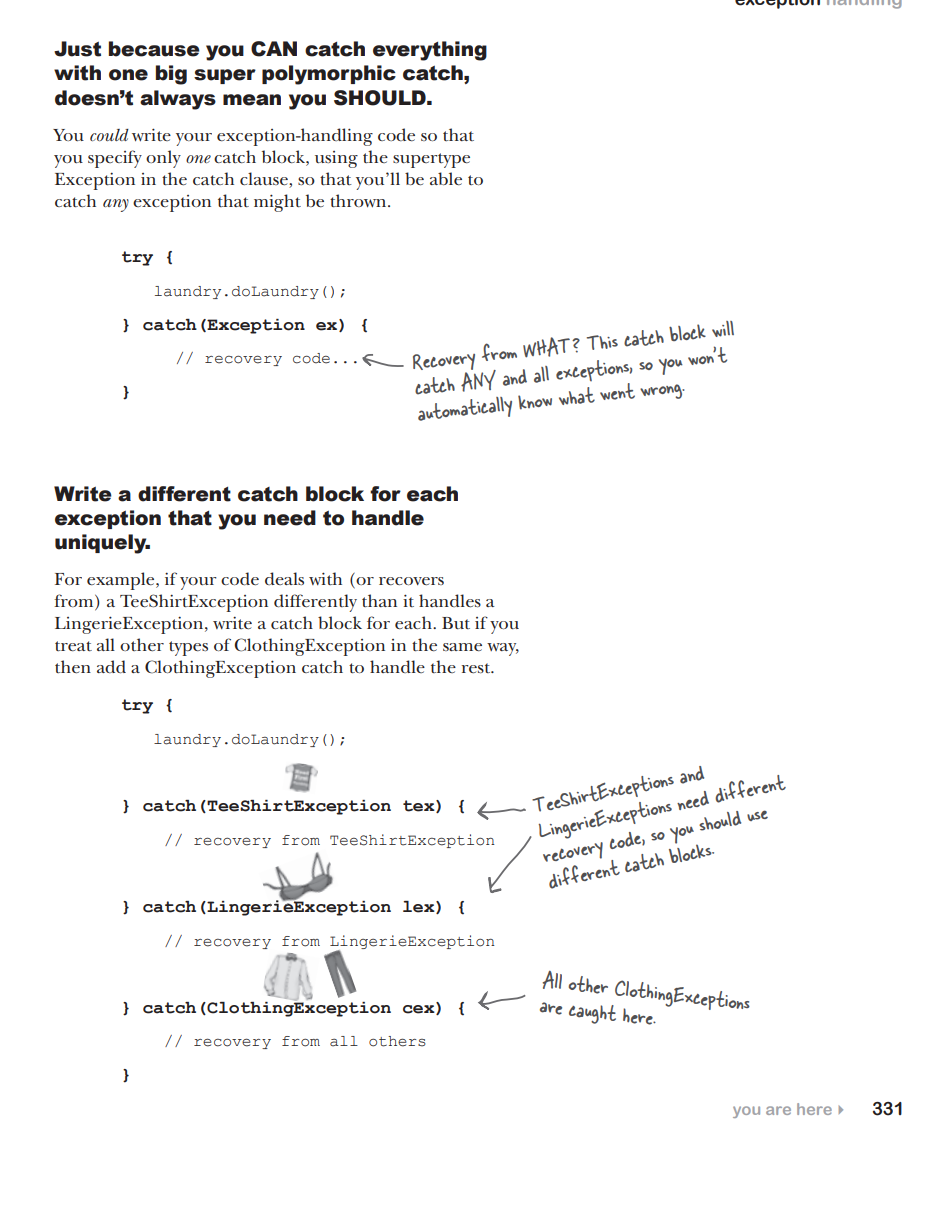 exception handling
Just because you CAN catch everything
with one big super polymorphic catch,
doesn’t always mean you SHOULD.
You could write your exception-handling code so that
you specify only one catch block, using the supertype
Exception in the catch clause, so that you’ll be able to
catch any exception that might be thrown.
try {
laundry.doLaundry();
} catch(Exception ex) {
// recovery code...
Recovery from WHAT? This catch block will
catch ANY and all exceptions, so you won’t
automatically know what went wrong.
}
Write a different catch block for each
exception that you need to handle
uniquely.
For example, if your code deals with (or recovers
from) a TeeShirtException differently than it handles a
LingerieException, write a catch block for each. But if you
treat all other types of ClothingException in the same way,
then add a ClothingException catch to handle the rest.
try {
laundry.doLaundry();
} catch(TeeShirtException tex) {
// recovery from TeeShirtException
TeeShirtExceptions and
LingerieExceptions need different
recovery code, so you should use
different catch blocks.
} catch(LingerieException lex) {
// recovery from LingerieException
} catch(ClothingException cex) {
All other ClothingExceptions
are caught here.
// recovery from all others
}
you are here 331